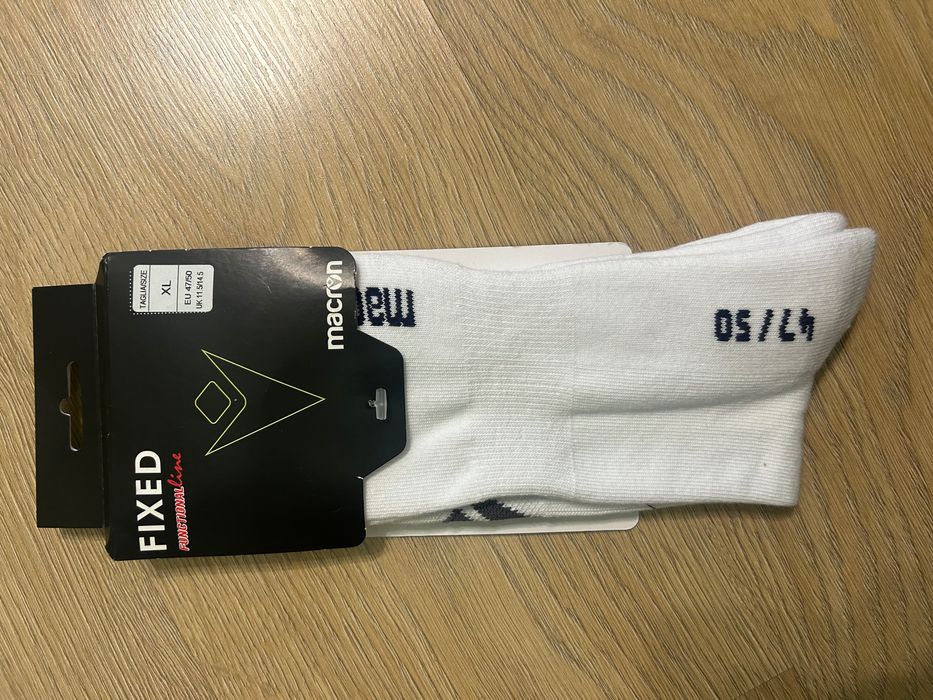 TAGLIA/SIZE
XL
EU 47/50
UK 11.5/14.5
macron
FIXED
FUNCTIONAL line
mac
47/50